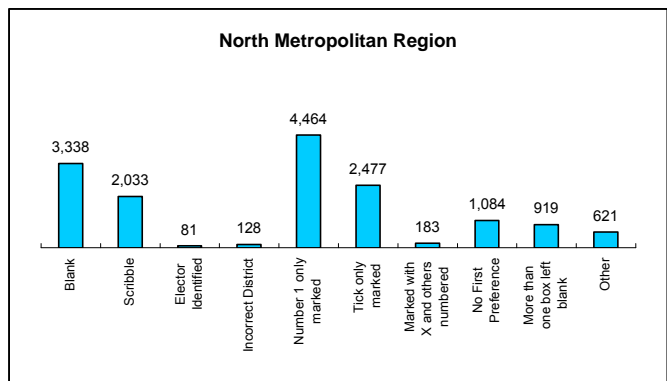 North Metropolitan Region
3,338
2,033
81
128
4,464
2,477
183
1,084
919
621
Blank
Scribble
Elector
Identified
Incorrect District
Number 1 only
marked
Tick only
marked
Marked with
X and others
numbered
No First
Preference
More than
one box left
blank
Other